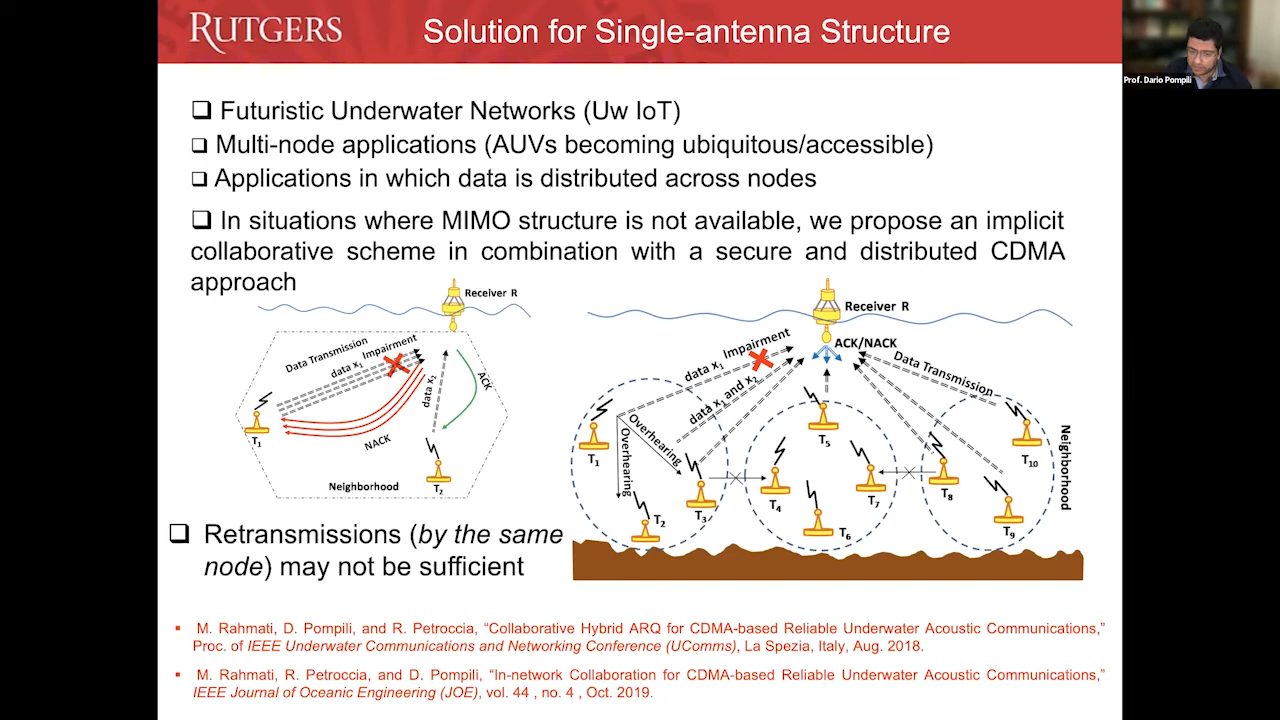 RUTGERS
Solution for Single-antenna Structure
Prof. Dario Pompili
❑ Futuristic Underwater Networks (Uw IoT)
❑ Multi-node applications (AUVs becoming ubiquitous/accessible)
❑ Applications in which data is distributed across nodes
❑ In situations where MIMO structure is not available, we propose an implicit
collaborative scheme in combination with a secure and distributed CDMA
approach
Receiver R
Data Transmission
data x₁ Impairment
data x₂
ACK
NACK
T₁
T₂
Neighborhood
Receiver R
ACK/NACK
data x₁ Impairment
data x₁ and x₂
Data Transmission
Overhearing
Overhearing
T₁
T₂
T₃
T₄
T₅
T₆
T₇
T₈
T₉
T₁₀
Neighborhood
❑ Retransmissions (by the same
node) may not be sufficient
▪ M. Rahmati, D. Pompili, and R. Petroccia, “Collaborative Hybrid ARQ for CDMA-based Reliable Underwater Acoustic Communications,”
Proc. of IEEE Underwater Communications and Networking Conference (UComms), La Spezia, Italy, Aug. 2018.
▪ M. Rahmati, R. Petroccia, and D. Pompili, “In-network Collaboration for CDMA-based Reliable Underwater Acoustic Communications,”
IEEE Journal of Oceanic Engineering (JOE), vol. 44 , no. 4 , Oct. 2019.